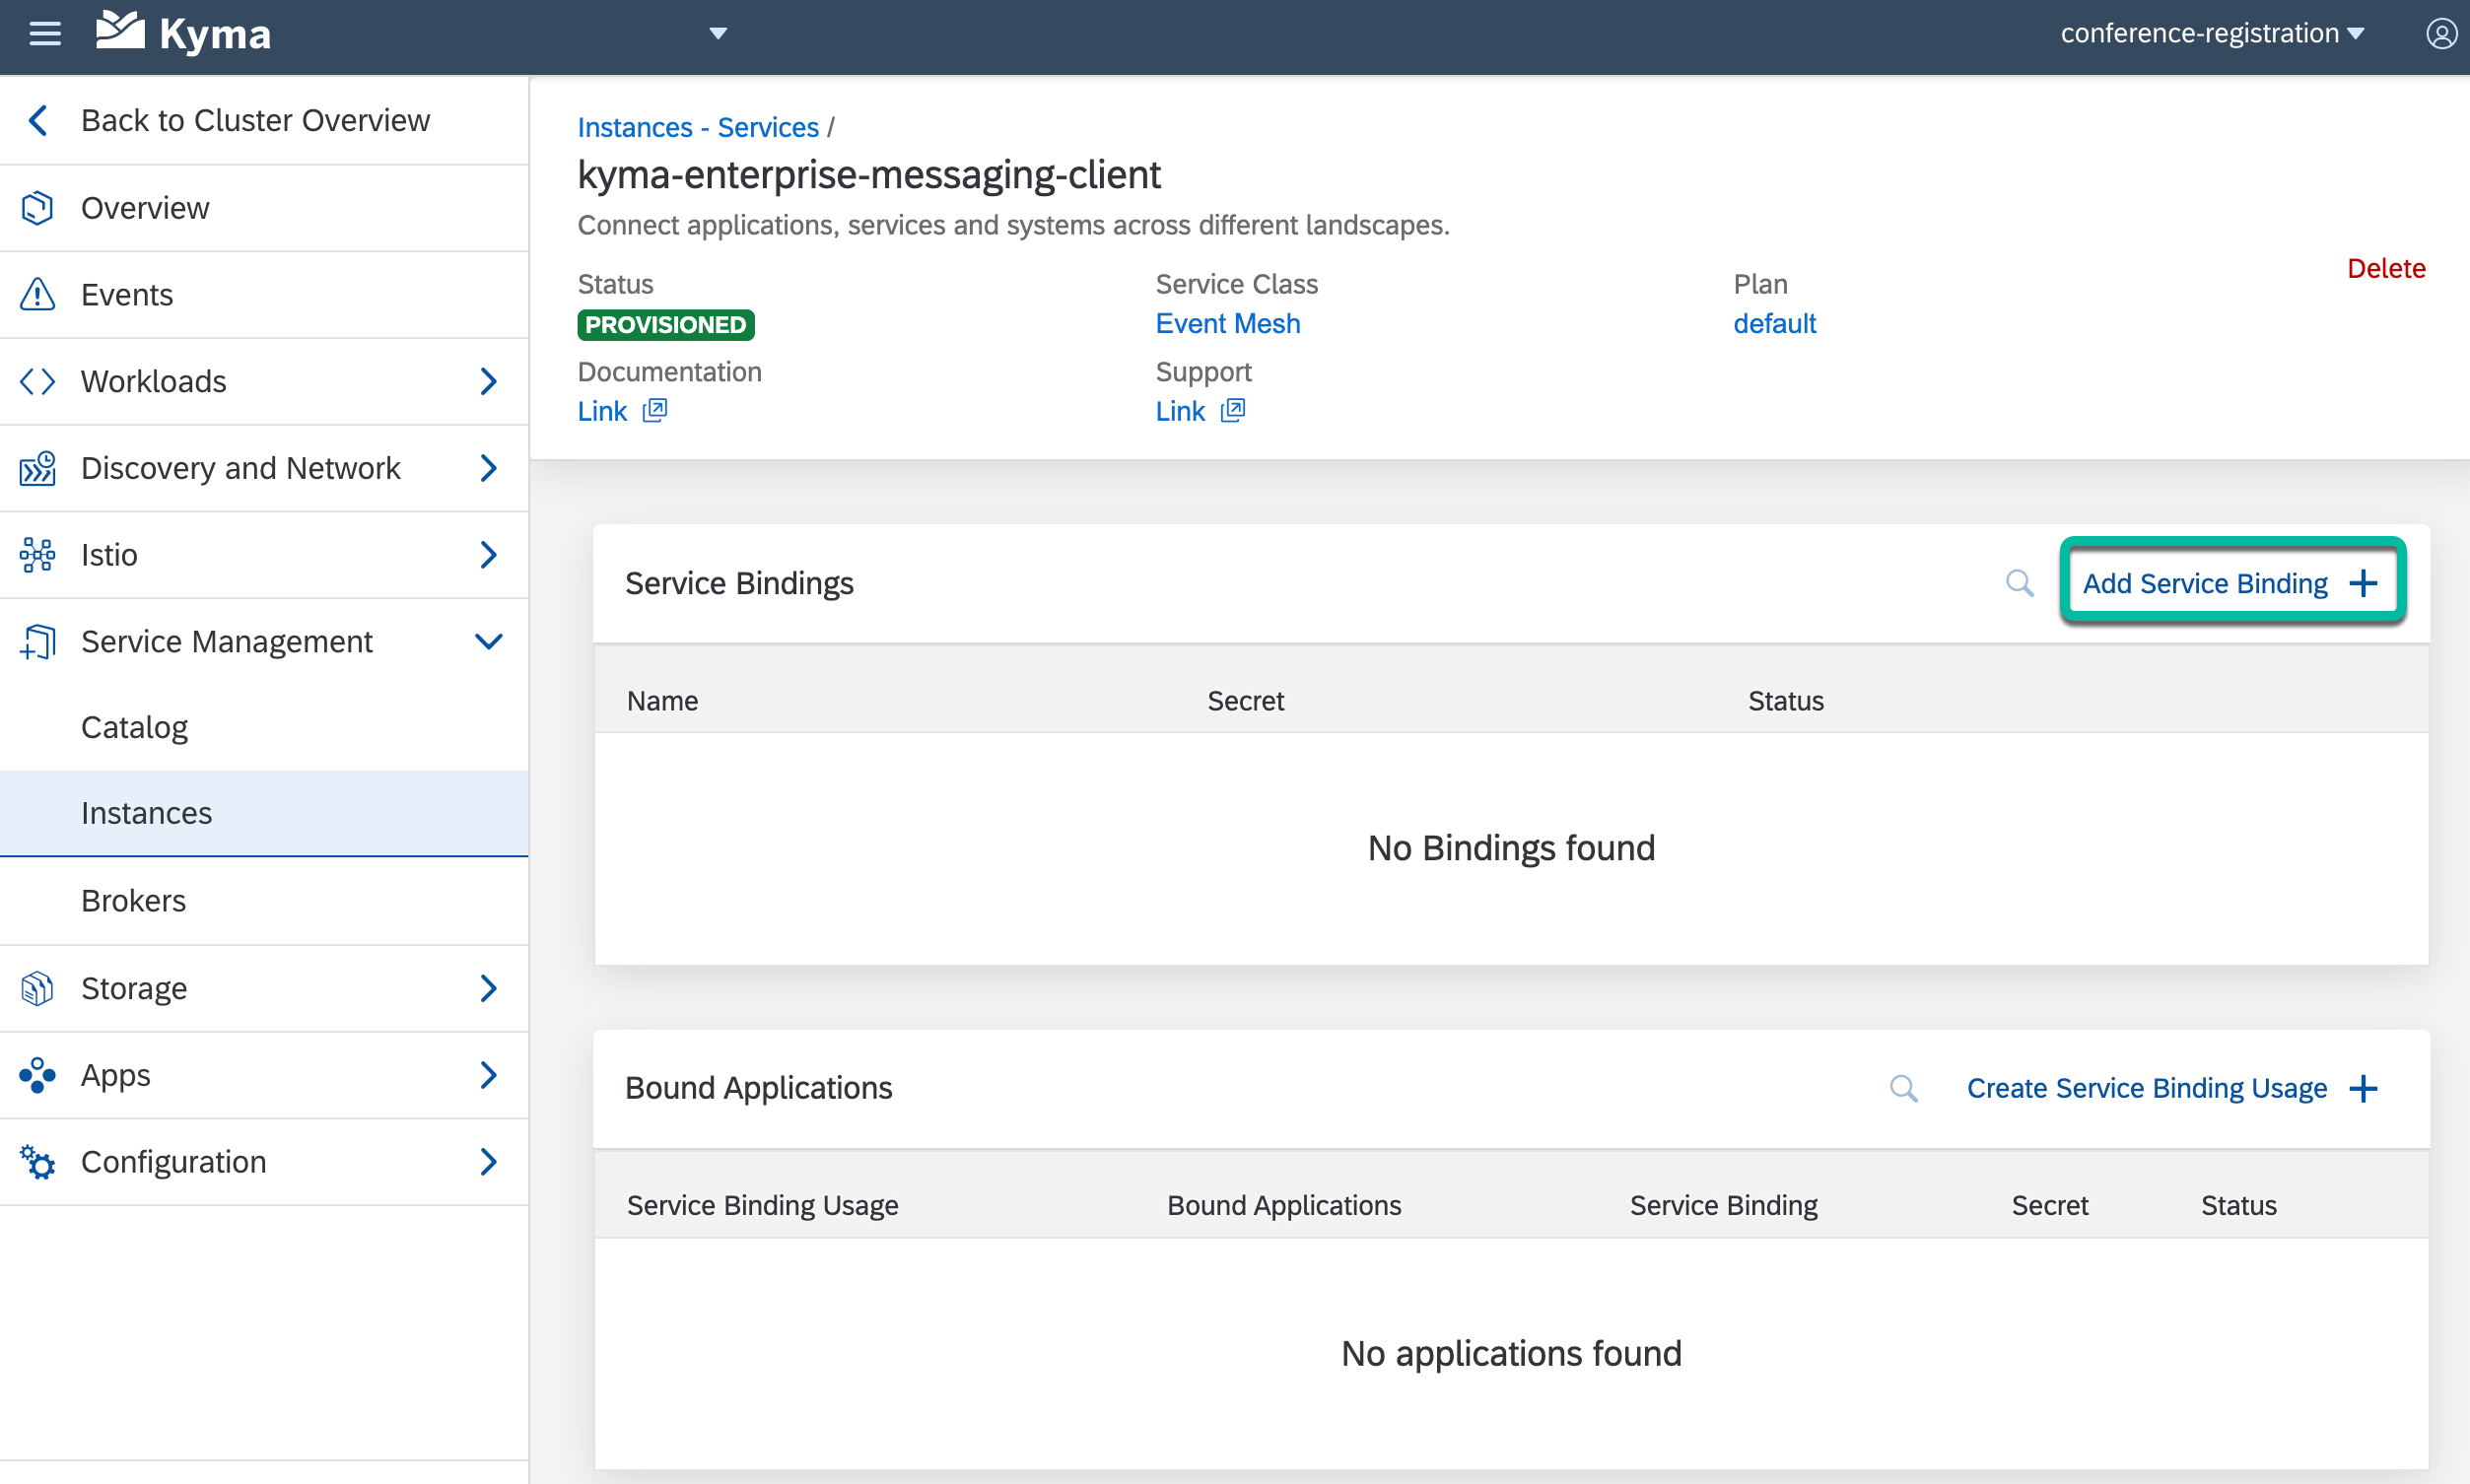 Kyma
conference-registration
Back to Cluster Overview
Overview
Events
Workloads
Discovery and Network
Istio
Service Management
Catalog
Instances
Brokers
Storage
Apps
Configuration
Instances - Services /
kyma-enterprise-messaging-client
Connect applications, services and systems across different landscapes.
Delete
Status Service Class Plan
PROVISIONED Event Mesh default
Documentation Support
Link Link
Service Bindings Add Service Binding +
Name Secret Status
No Bindings found
Bound Applications Create Service Binding Usage +
Service Binding Usage Bound Applications Service Binding Secret Status
No applications found